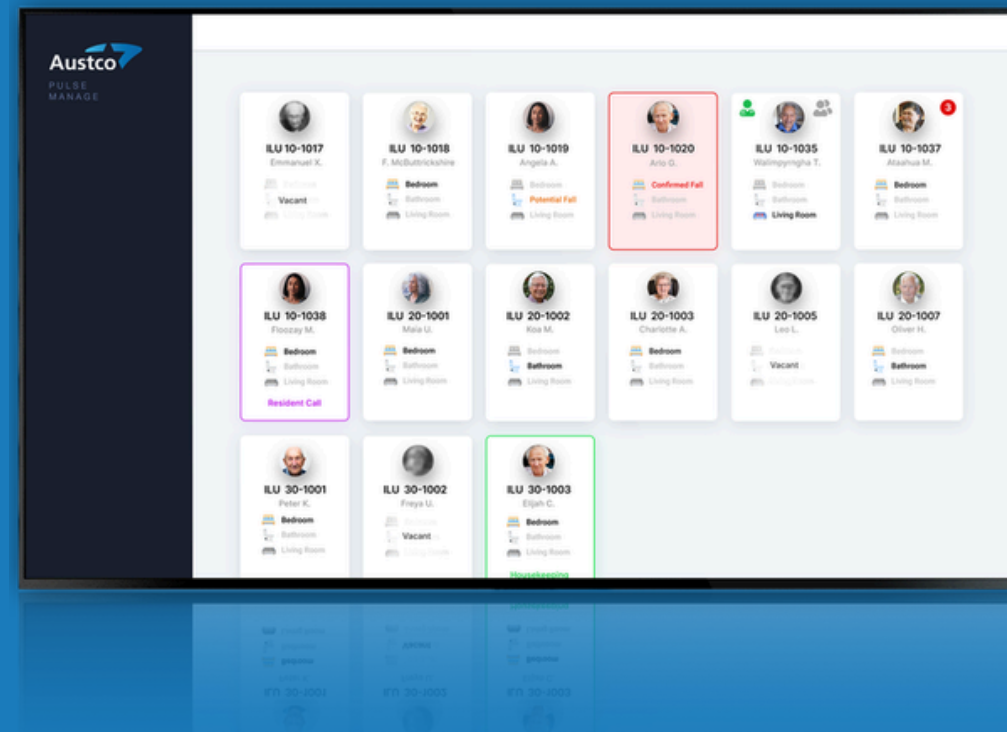 Austco
PULSE
MANAGE
ILU 10-1017
Emmanuel X.
Vacant
ILU 10-1018
F. McButtrickshire
Bedroom
Bathroom
Living Room
ILU 10-1019
Angela A.
Bedroom
Potential Fall
Living Room
ILU 10-1020
Arlo G.
Confirmed Fall
Bathroom
Living Room
ILU 10-1035
Walimpyrngha T.
Bedroom
Bathroom
Living Room
3
ILU 10-1037
Ataahua M.
Bedroom
Bathroom
Living Room
ILU 10-1038
Floozay M.
Bedroom
Bathroom
Living Room
Resident Call
ILU 20-1001
Maia U.
Bedroom
Bathroom
Living Room
ILU 20-1002
Koa M.
Bedroom
Bathroom
Living Room
ILU 20-1003
Charlotte A.
Bedroom
Bathroom
Living Room
ILU 20-1005
Leo L.
Vacant
ILU 20-1007
Oliver H.
Bedroom
Bathroom
Living Room
ILU 30-1001
Peter K.
Bedroom
Bathroom
Living Room
ILU 30-1002
Freya U.
Vacant
ILU 30-1003
Elijah C.
Bedroom
Bathroom
Living Room
Housekeeping